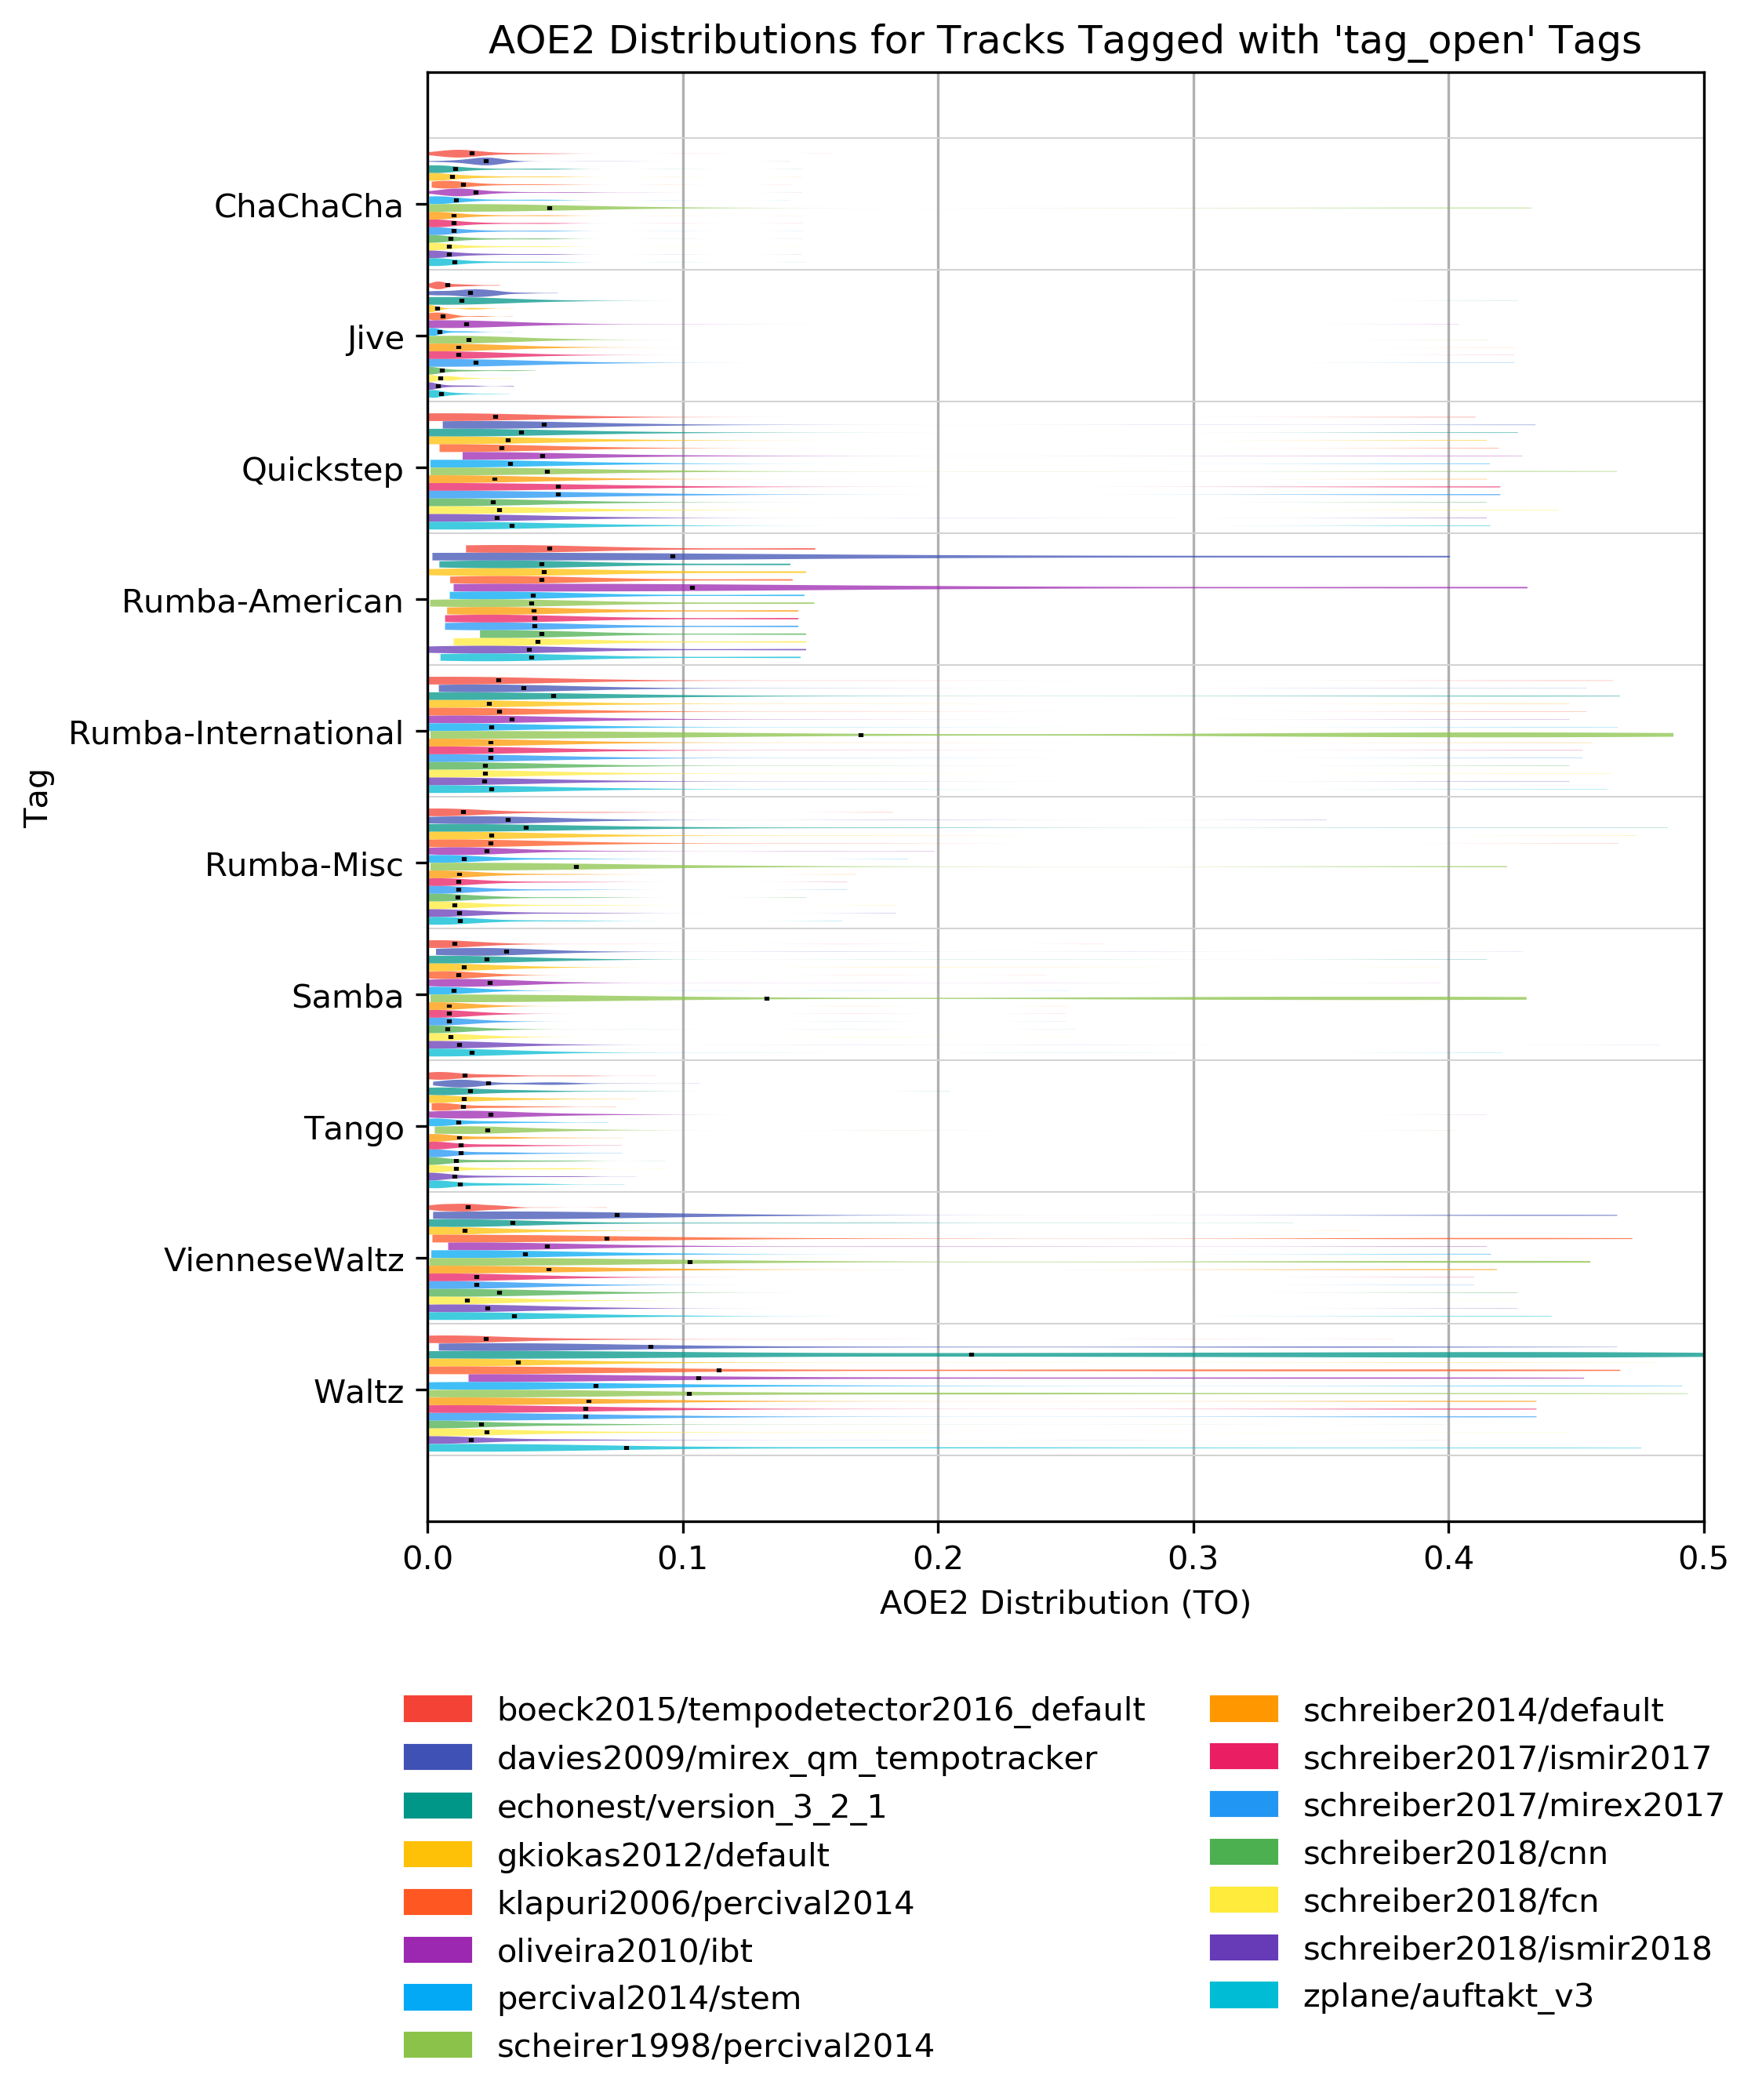 AOE2 Distributions for Tracks Tagged with 'tag_open' Tags
Tag
ChaChaCha
Jive
Quickstep
Rumba-American
Rumba-International
Rumba-Misc
Samba
Tango
VienneseWaltz
Waltz
0.0 0.1 0.2 0.3 0.4 0.5
AOE2 Distribution (TO)
boeck2015/tempodetector2016_default
davies2009/mirex_qm_tempotracker
echonest/version_3_2_1
gkiokas2012/default
klapuri2006/percival2014
oliveira2010/ibt
percival2014/stem
scheirer1998/percival2014
schreiber2014/default
schreiber2017/ismir2017
schreiber2017/mirex2017
schreiber2018/cnn
schreiber2018/fcn
schreiber2018/ismir2018
zplane/auftakt_v3